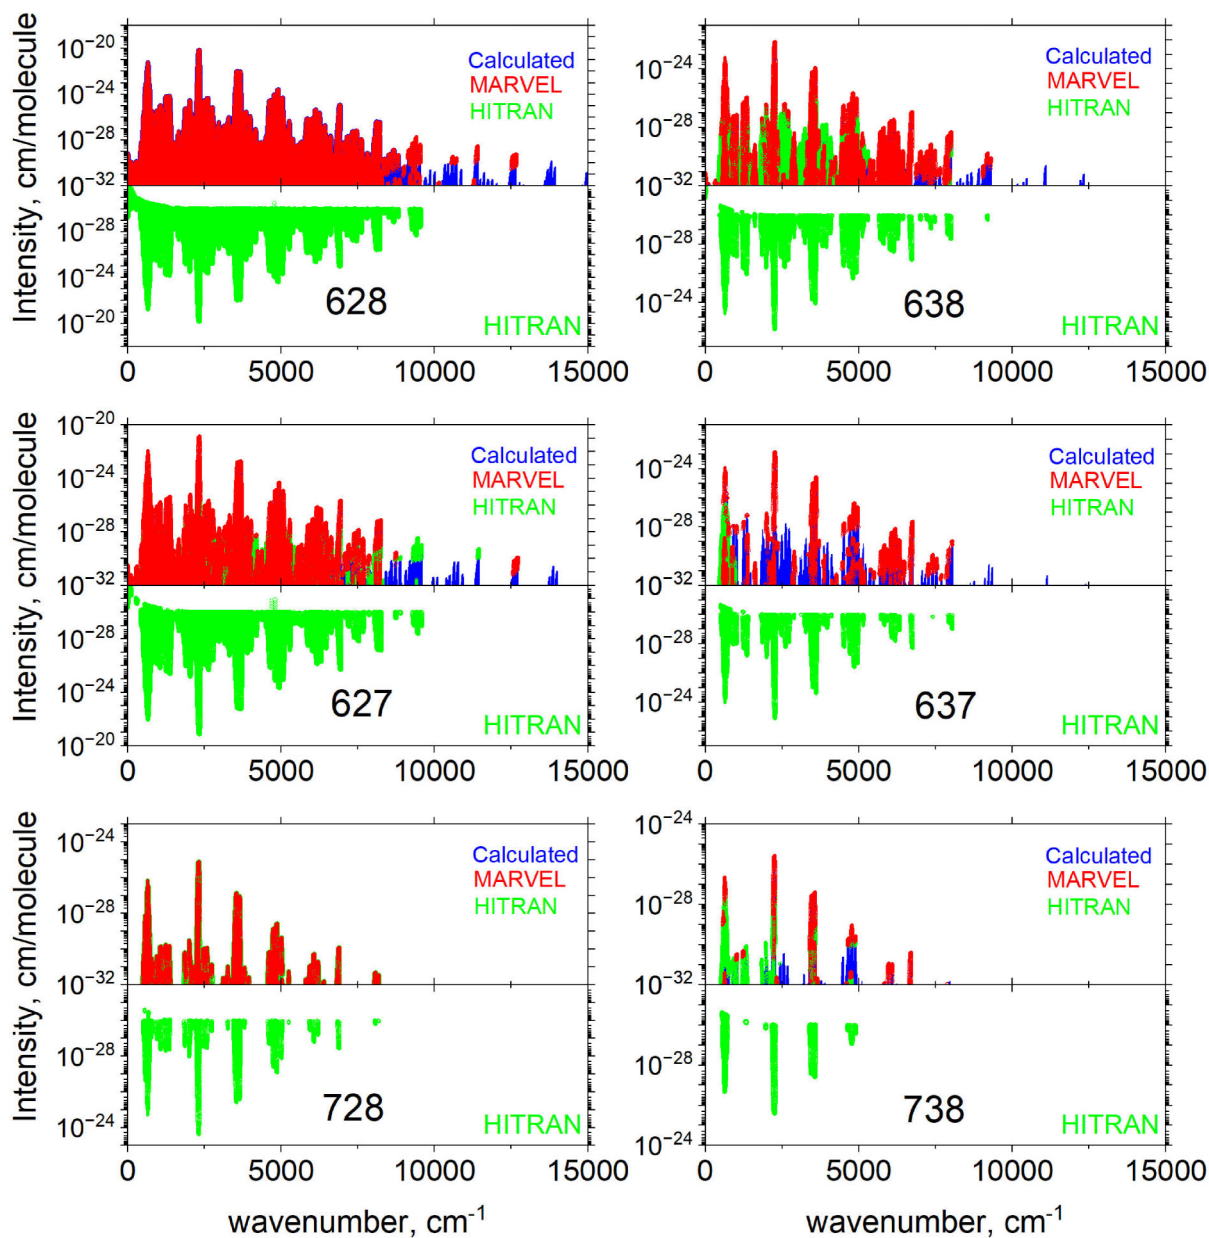 Intensity, cm/molecule
10⁻²⁰
10⁻²⁴
10⁻²⁸
10⁻³²
10⁻²⁸
10⁻²⁴
10⁻²⁰
Calculated
MARVEL
HITRAN
628
HITRAN
0 5000 10000 15000
10⁻²⁴
10⁻²⁸
10⁻³²
10⁻²⁸
10⁻²⁴
Calculated
MARVEL
HITRAN
638
HITRAN
0 5000 10000 15000
Intensity, cm/molecule
10⁻²⁰
10⁻²⁴
10⁻²⁸
10⁻³²
10⁻²⁸
10⁻²⁴
10⁻²⁰
Calculated
MARVEL
HITRAN
627
HITRAN
0 5000 10000 15000
10⁻²⁴
10⁻²⁸
10⁻³²
10⁻²⁸
10⁻²⁴
Calculated
MARVEL
HITRAN
637
HITRAN
0 5000 10000 15000
Intensity, cm/molecule
10⁻²⁴
10⁻²⁸
10⁻³²
10⁻²⁸
10⁻²⁴
Calculated
MARVEL
HITRAN
728
HITRAN
0 5000 10000 15000
wavenumber, cm⁻¹
10⁻²⁴
10⁻²⁸
10⁻³²
10⁻²⁸
10⁻²⁴
Calculated
MARVEL
HITRAN
738
HITRAN
0 5000 10000 15000
wavenumber, cm⁻¹